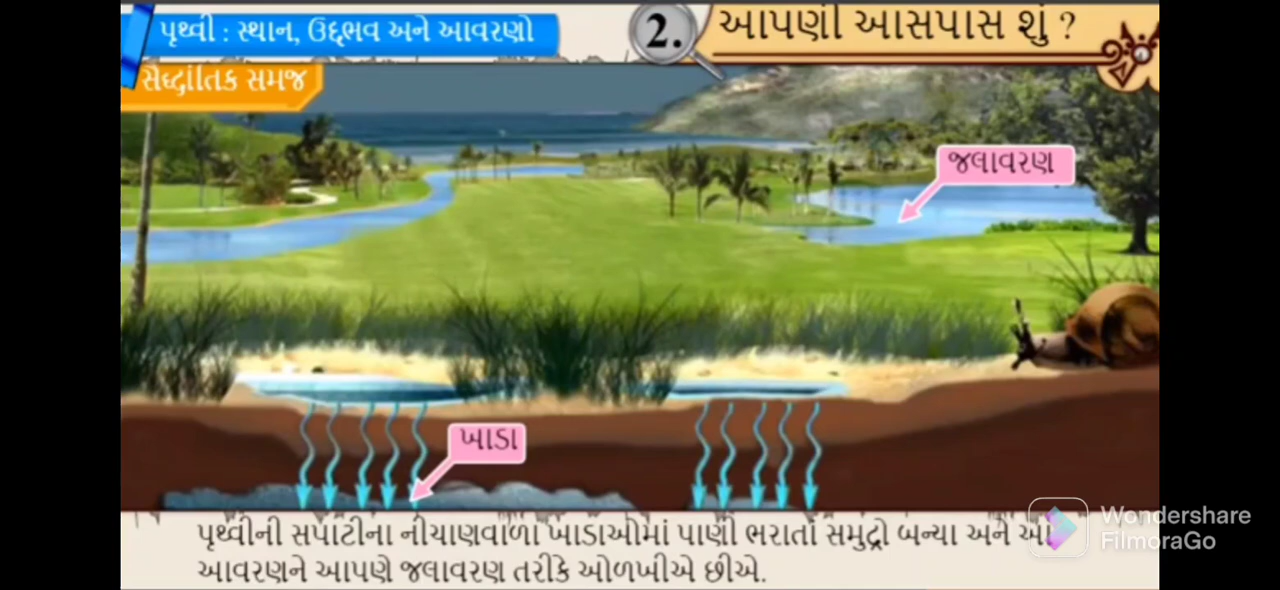 પૃથ્વી : સ્થાન, ઉદ્દભવ અને આવરણો
2.
આપણી આસપાસ શું ?
સૈદ્ધાંતિક સમજ
જલાવરણ
ખાડા
પૃથ્વીની સપાટીના નીચાણવાળા ખાડાઓમાં પાણી ભરાતાં સમુદ્રો બન્યા અને આ
આવરણને આપણે જલાવરણ તરીકે ઓળખીએ છીએ.
Wondershare
FilmoraGo